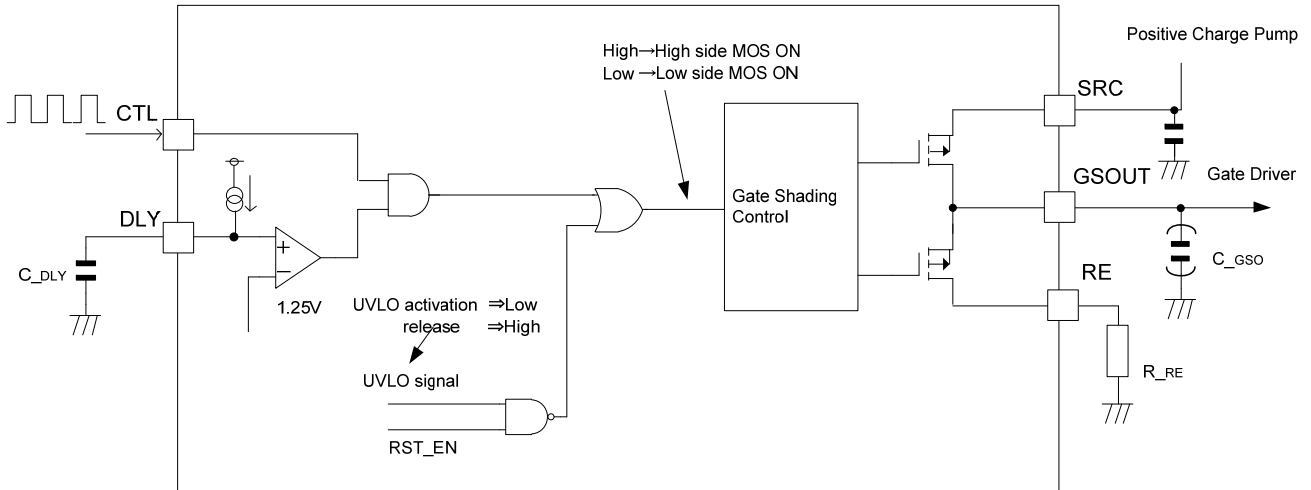 Positive Charge Pump
High→High side MOS ON
Low →Low side MOS ON
SRC
CTL
GSOUT
Gate Driver
Gate Shading
Control
DLY
+
−
C_DLY
1.25V
RE
C_GSO
UVLO activation ⇒Low
release ⇒High
UVLO signal
R_RE
RST_EN